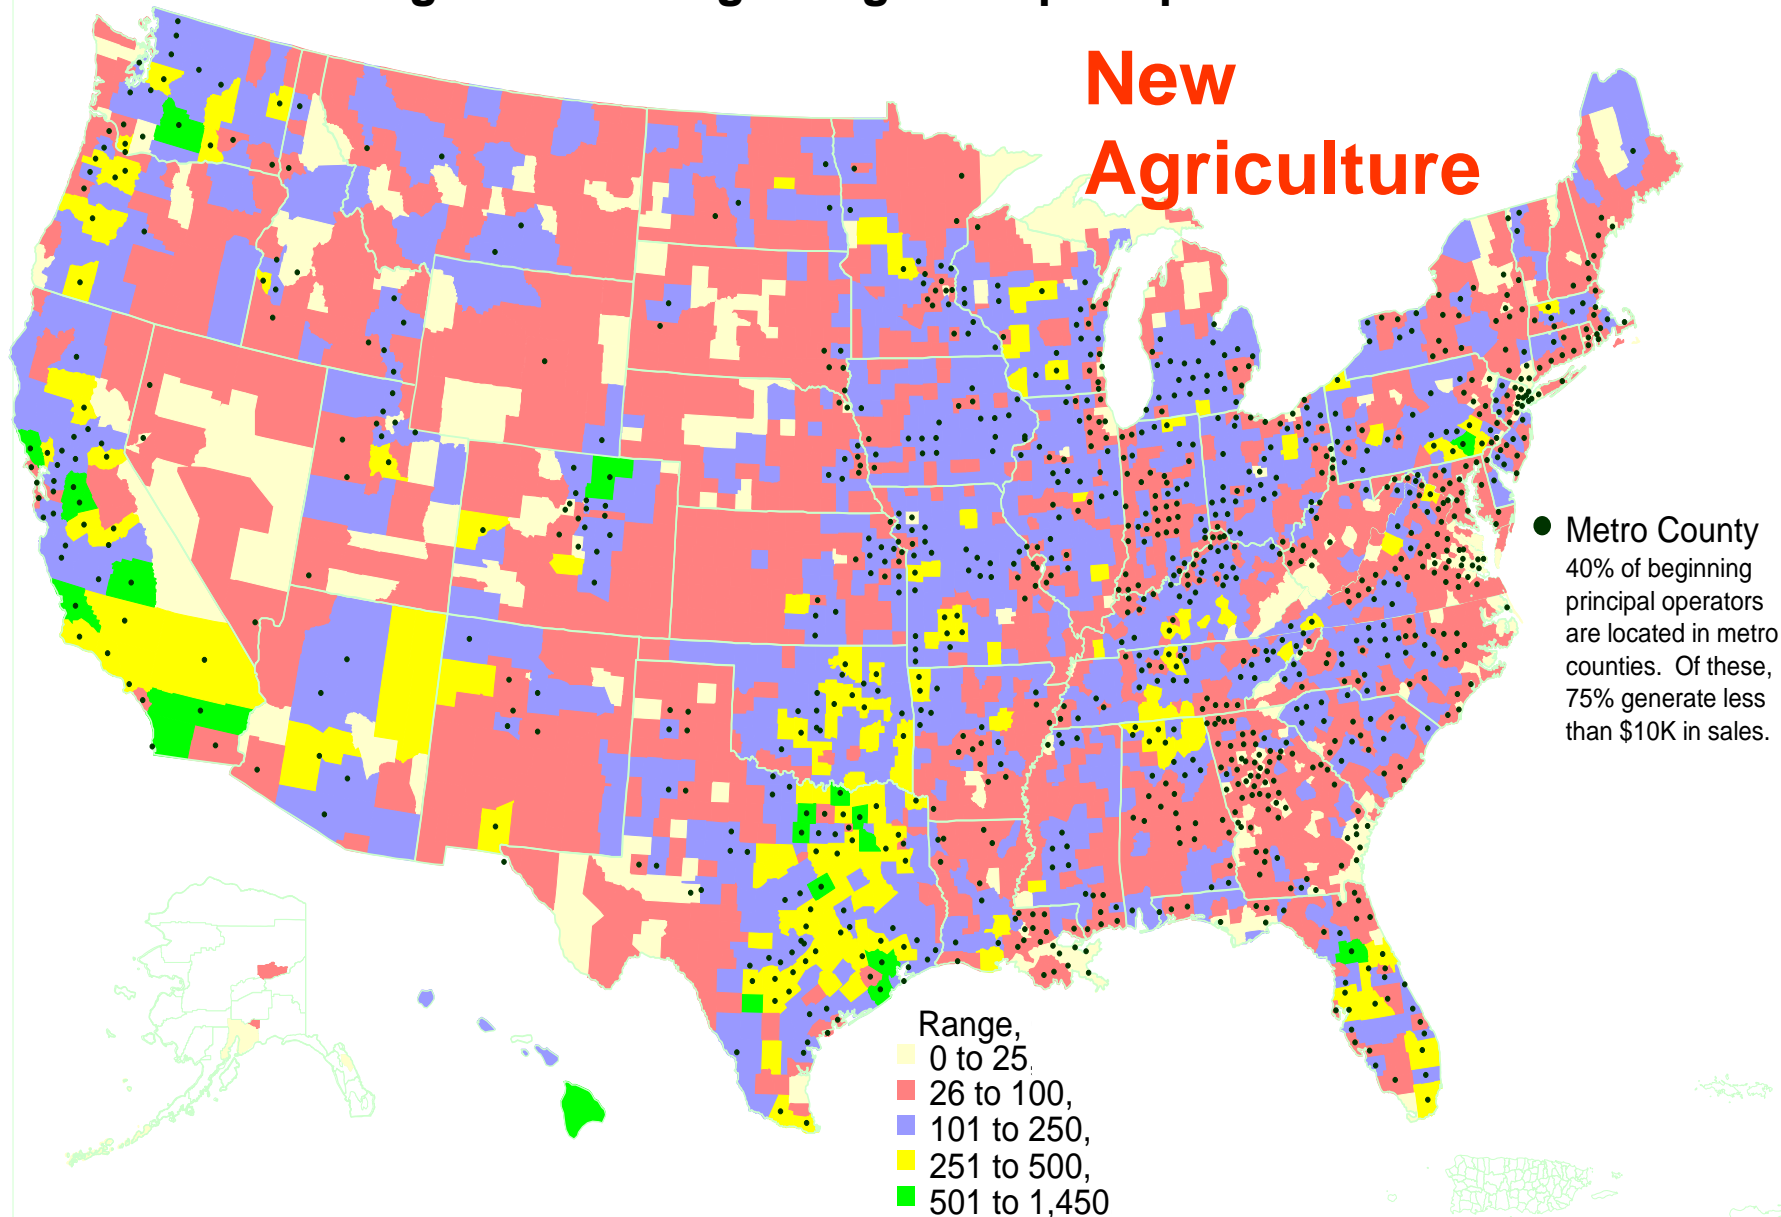 New
Agriculture
Metro County
40% of beginning
principal operators
are located in metro
counties. Of these,
75% generate less
than $10K in sales.
Range,
0 to 25,
26 to 100,
101 to 250,
251 to 500,
501 to 1,450